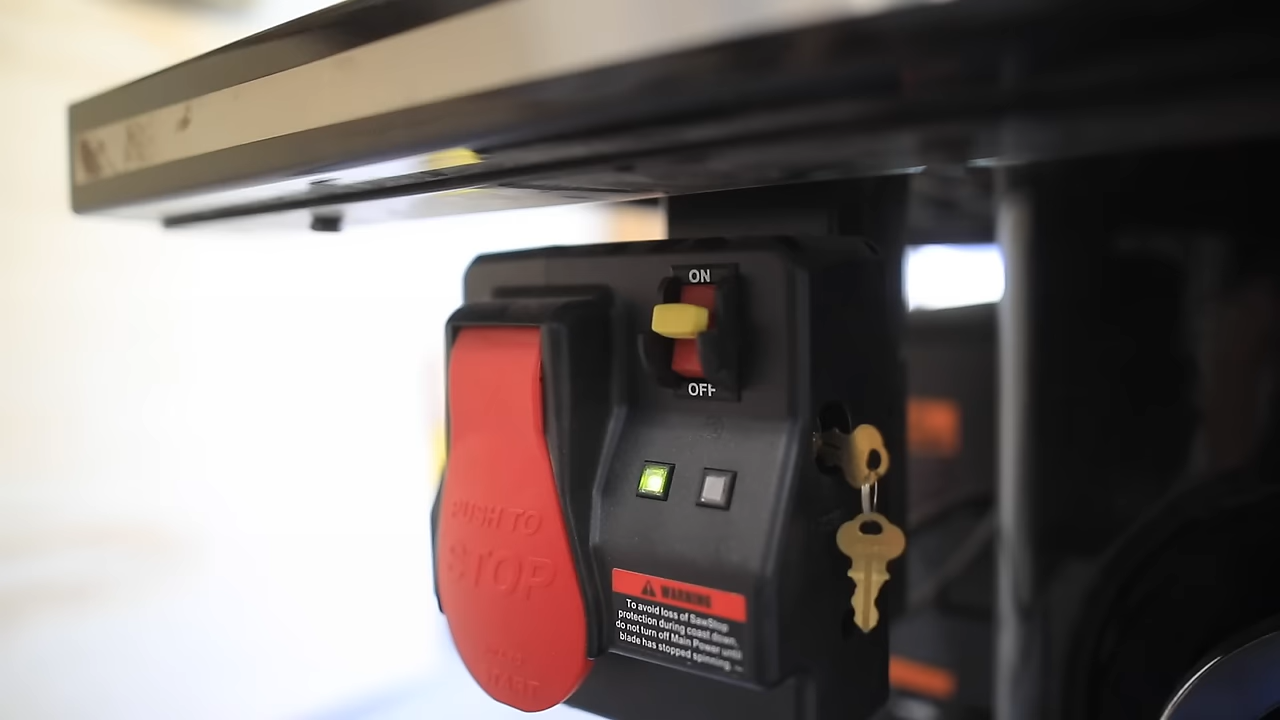 ON
OFF
PUSH TO
STOP
START
WARNING
To avoid loss of SawStop
protection during coast down,
do not turn off Main Power until
blade has stopped spinning.